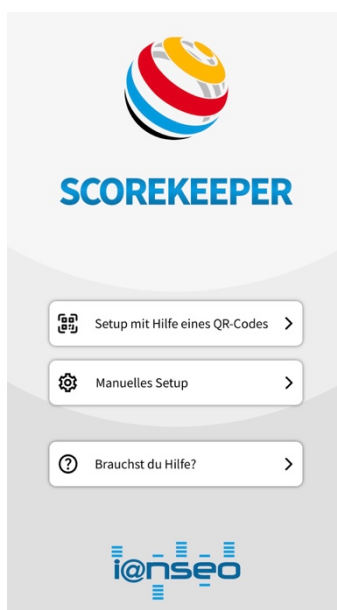 SCOREKEEPER
Setup mit Hilfe eines QR-Codes
Manuelles Setup
Brauchst du Hilfe?
i@nseo